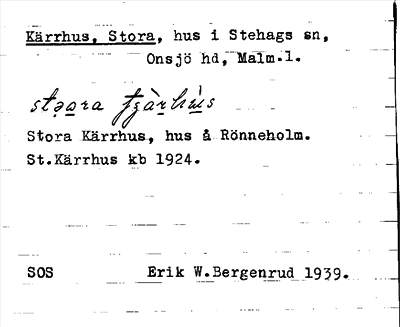 Kärrhus, Stora, hus i Stehags sn,
Onsjö hd, Malm.l.
Stora Kärrhus, hus å Rönneholm.
St.Kärrhus kb 1924.
SOS Erik W.Bergenrud 1939.